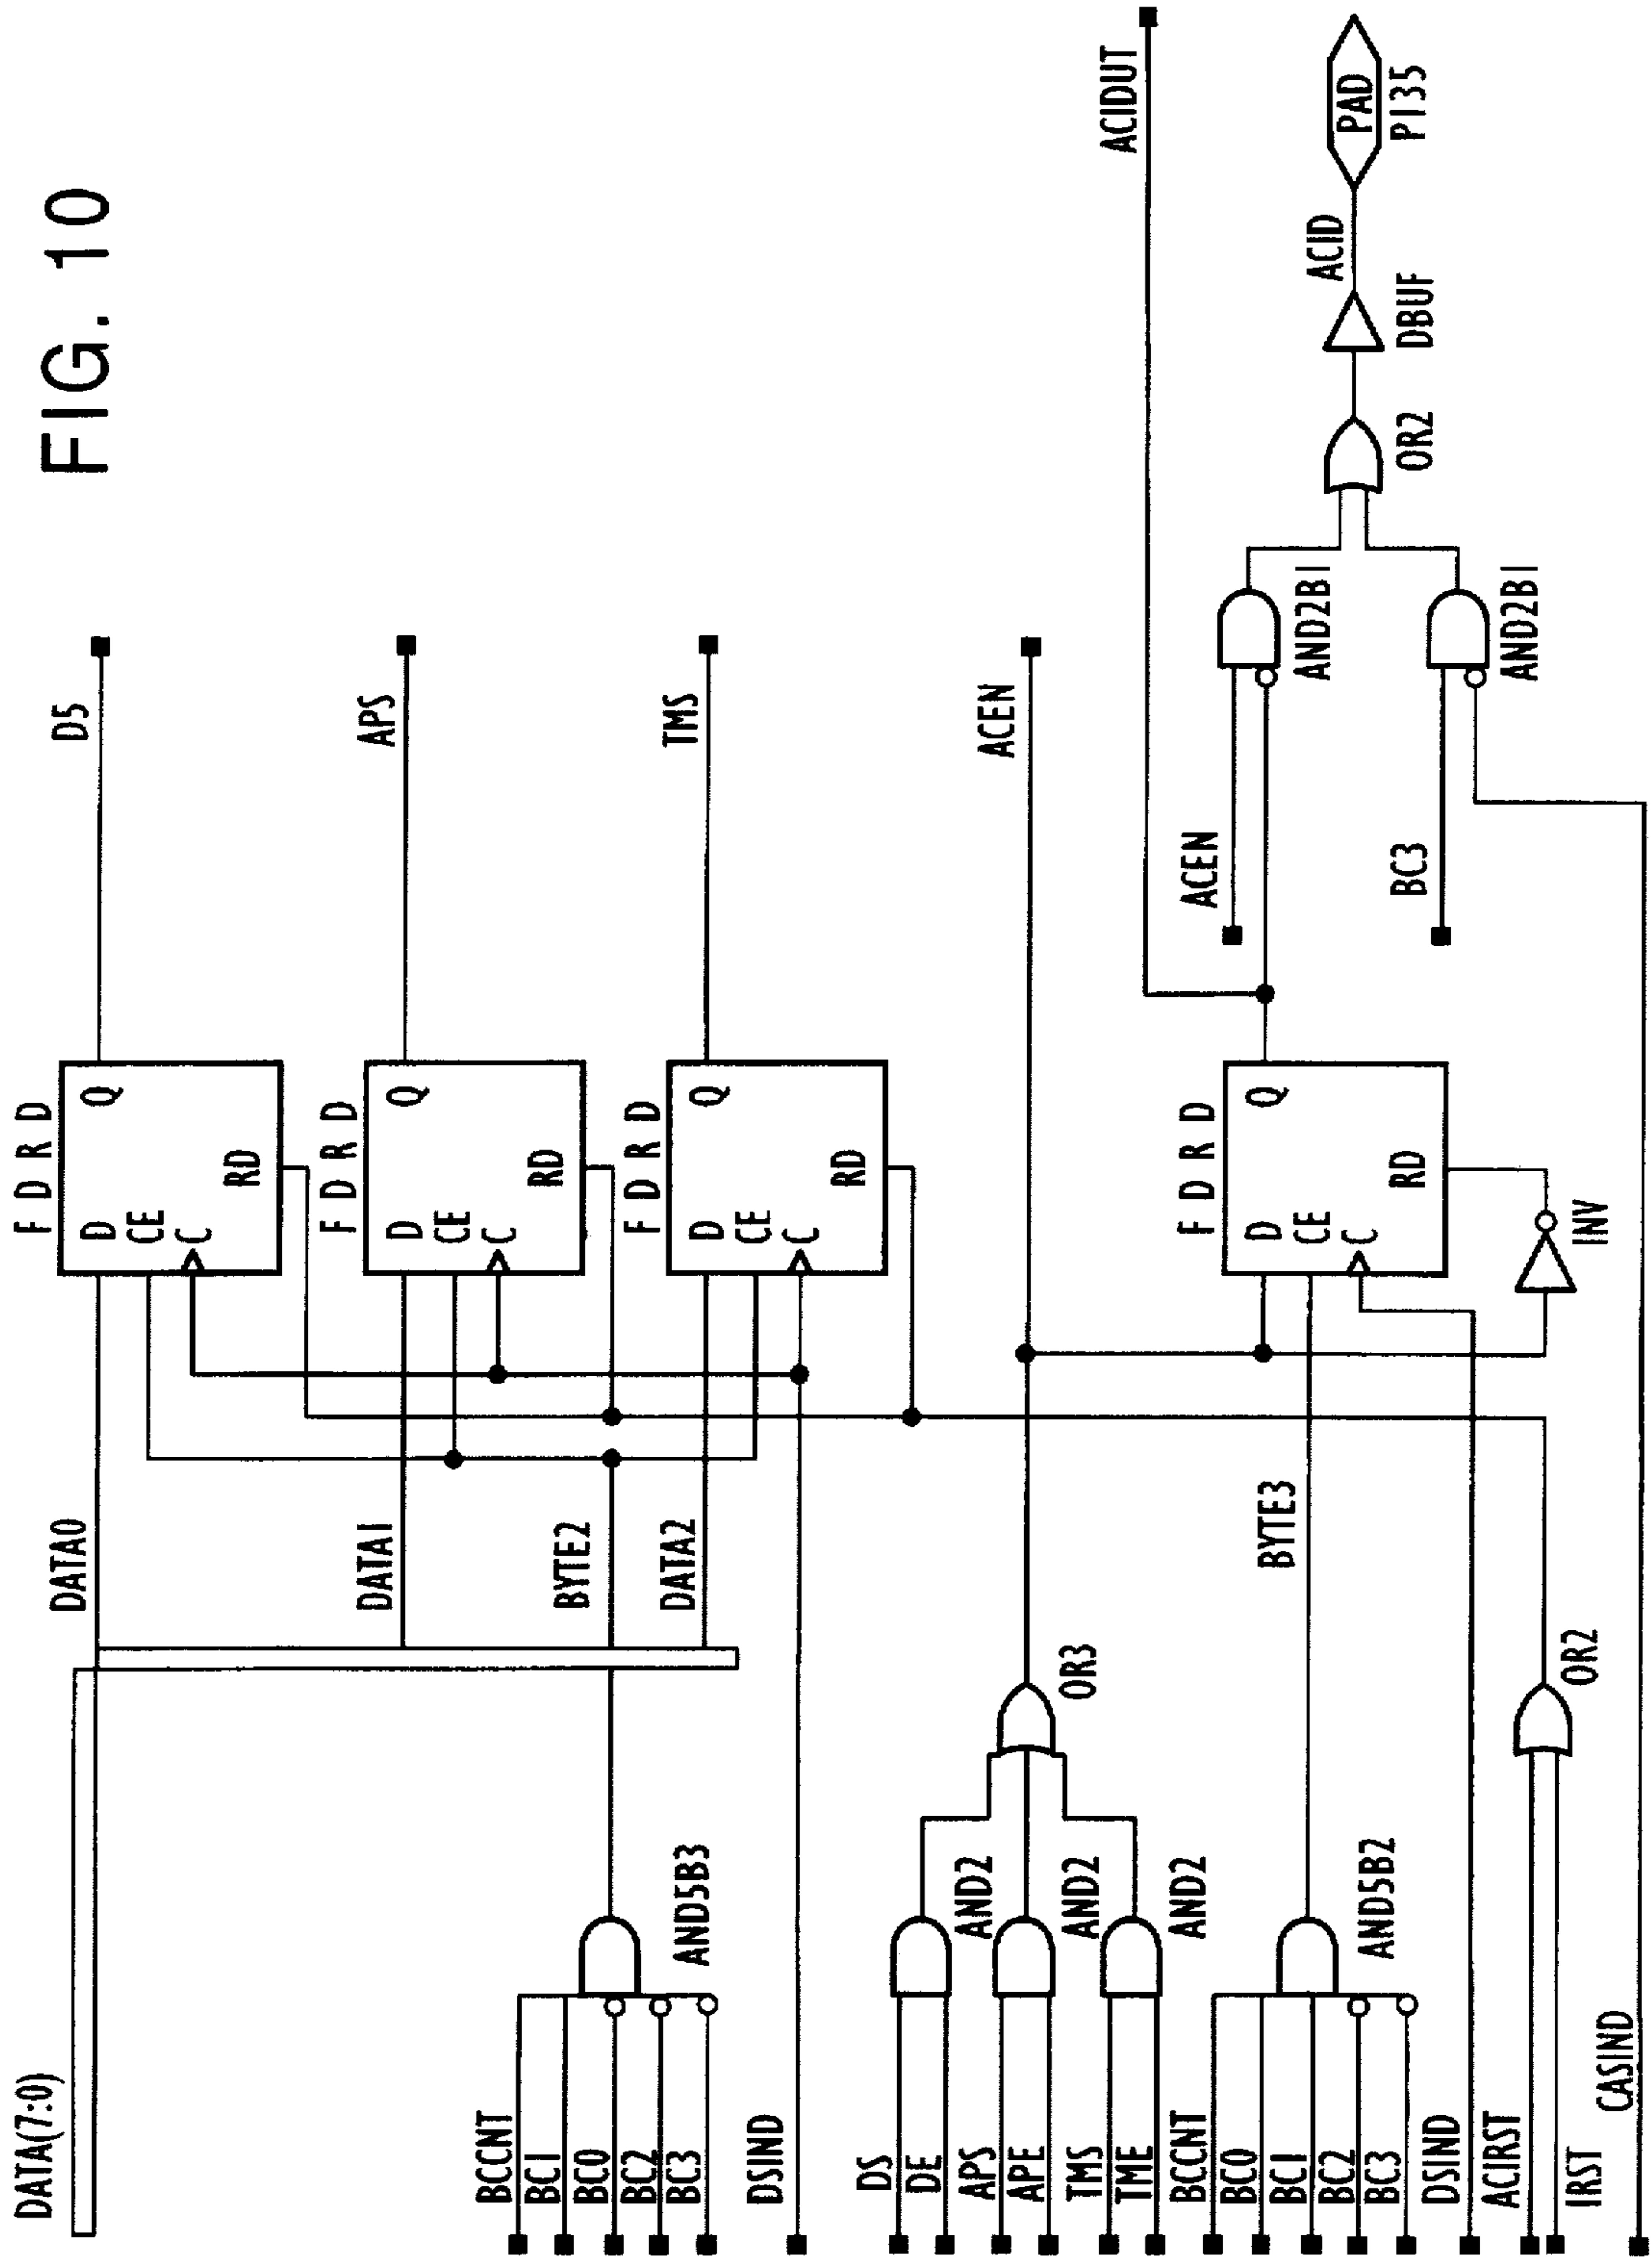 FIG. 10
DATA(7:0)
DATA0
F D R D
D
CE
C
Q
RD
D5
DATA1
F D R D
D
CE
C
Q
RD
APS
BYTE2
DATA2
F D R D
D
CE
C
Q
RD
TMS
BCCNT
BC1
BC0
BC2
BC3
AND5B3
DSIND
DS
DE
AND2
APS
APE
AND2
TMS
TME
AND2
OR3
ACEN
BCCNT
BC0
BC1
BC2
BC3
AND5B2
BYTE3
F D R D
D
CE
C
Q
RD
INV
DSIND
ACIRST
IRST
OR2
CASIND
ACIDUT
ACEN
AND2B1
BC3
AND2B1
OR2
DBUF
ACID
PAD
P135